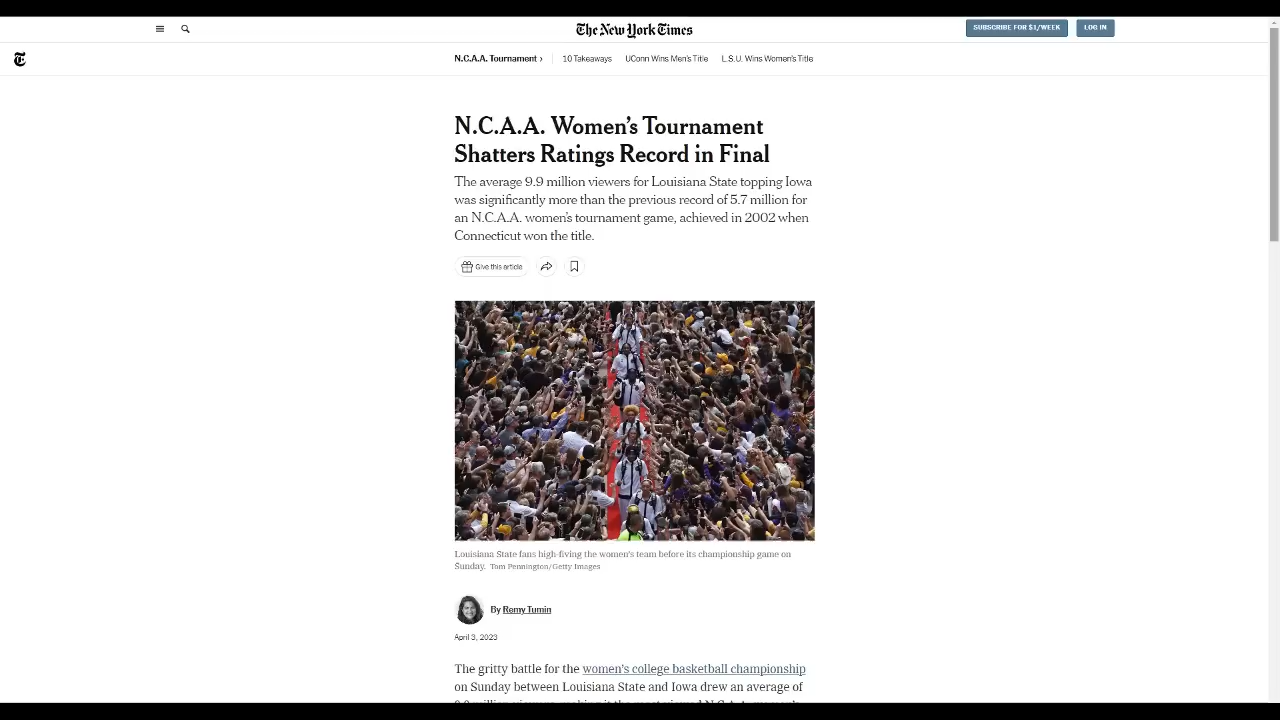 The New York Times
SUBSCRIBE FOR $1/WEEK
LOG IN
N.C.A.A. Tournament ›
10 Takeaways
UConn Wins Men's Title
L.S.U. Wins Women's Title
N.C.A.A. Women's Tournament
Shatters Ratings Record in Final
The average 9.9 million viewers for Louisiana State topping Iowa
was significantly more than the previous record of 5.7 million for
an N.C.A.A. women's tournament game, achieved in 2002 when
Connecticut won the title.
Give this article
Louisiana State fans high-fiving the women's team before its championship game on
Sunday. Tom Pennington/Getty Images
By Remy Tumin
April 3, 2023
The gritty battle for the women's college basketball championship
on Sunday between Louisiana State and Iowa drew an average of